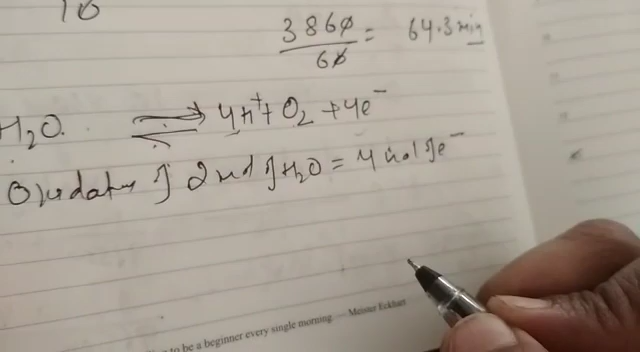 10
3860/60 = 64.3 min
H₂O. ⇌ 4H⁺ + O₂ + 4e⁻
Oxidation of 2 mol of H₂O = 4 mol of e⁻
to be a beginner every single morning. — Meister Eckhart